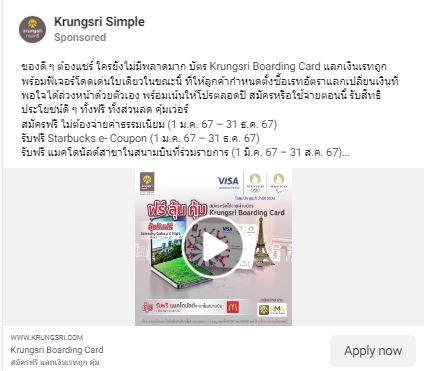 Krungsri Simple
Sponsored
ของดี ๆ ต้องแชร์ ใครยังไม่มีพลาดมาก บัตร Krungsri Boarding Card แลกเงินเรทถูก
พร้อมฟีเจอร์โดดเด่นใบเดียวในขณะนี้ ที่ให้ลูกค้ากำหนดตั้งซื้อเรทอัตราแลกเปลี่ยนเงินที่
พอใจได้ล่วงหน้าด้วยตัวเอง พร้อมเน้นให้โปรตลอดปี สมัครหรือใช้จ่ายตอนนี้ รับสิทธิ
ประโยชน์ดี ๆ ทั้งฟรี ทั้งส่วนลด คุ้มเว่อร์
สมัครฟรี ไม่ต้องจ่ายค่าธรรมเนียม (1 ม.ค. 67 – 31 ธ.ค. 67)
รับฟรี Starbucks e- Coupon (1 ม.ค. 67 – 31 ธ.ค. 67)
รับฟรี แมคโดนัลด์สาขาในสนามบินที่ร่วมรายการ (1 มี.ค. 67 – 31 ส.ค. 67)...
VISA
ฟรี ลุ้น คุ้ม
Krungsri Boarding Card
ลุ้นรับฟรี
รับฟรี
WWW.KRUNGSRI.COM
Krungsri Boarding Card
สมัครฟรี แลกเงินเรทถูก คุ้ม
Apply now